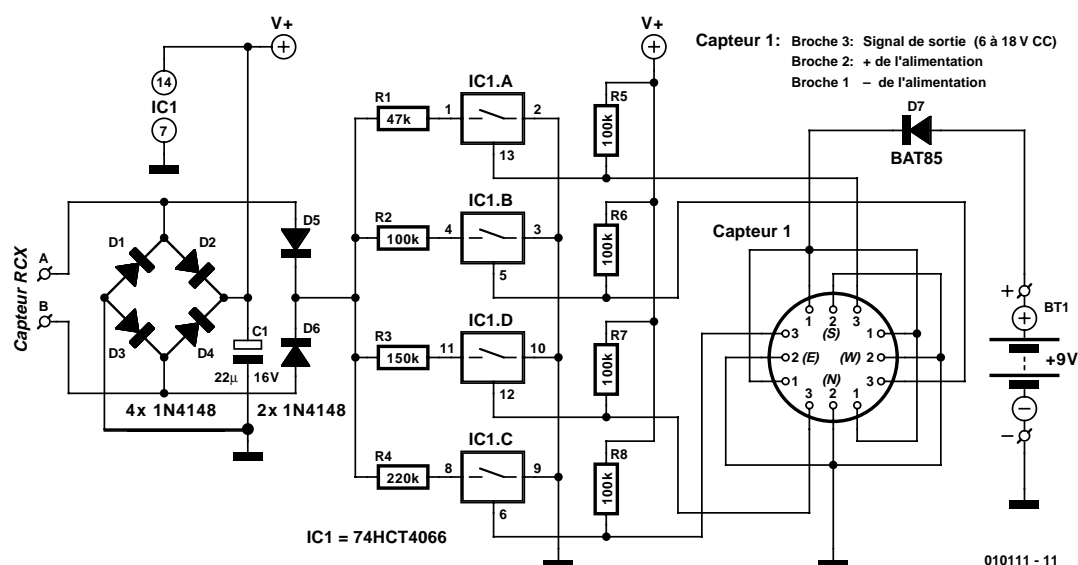 V+
V+
Capteur 1: Broche 3: Signal de sortie (6 à 18 V CC)
Broche 2: + de l'alimentation
Broche 1 – de l'alimentation
14
IC1
7
IC1.A
R1
47k
1
2
13
R5
100k
D7
BAT85
IC1.B
R2
100k
4
3
5
R6
100k
Capteur RCX
A
B
D1
D2
D3
D4
D5
D6
C1
22µ
16V
4x 1N4148
2x 1N4148
IC1.D
R3
150k
11
10
12
R7
100k
IC1.C
R4
220k
8
9
6
R8
100k
Capteur 1
1
2
3
(S)
3
2
1
(E)
(W)
1
2
3
(N)
3
2
1
+
+
BT1
+9V
–
–
IC1 = 74HCT4066
010111 - 11